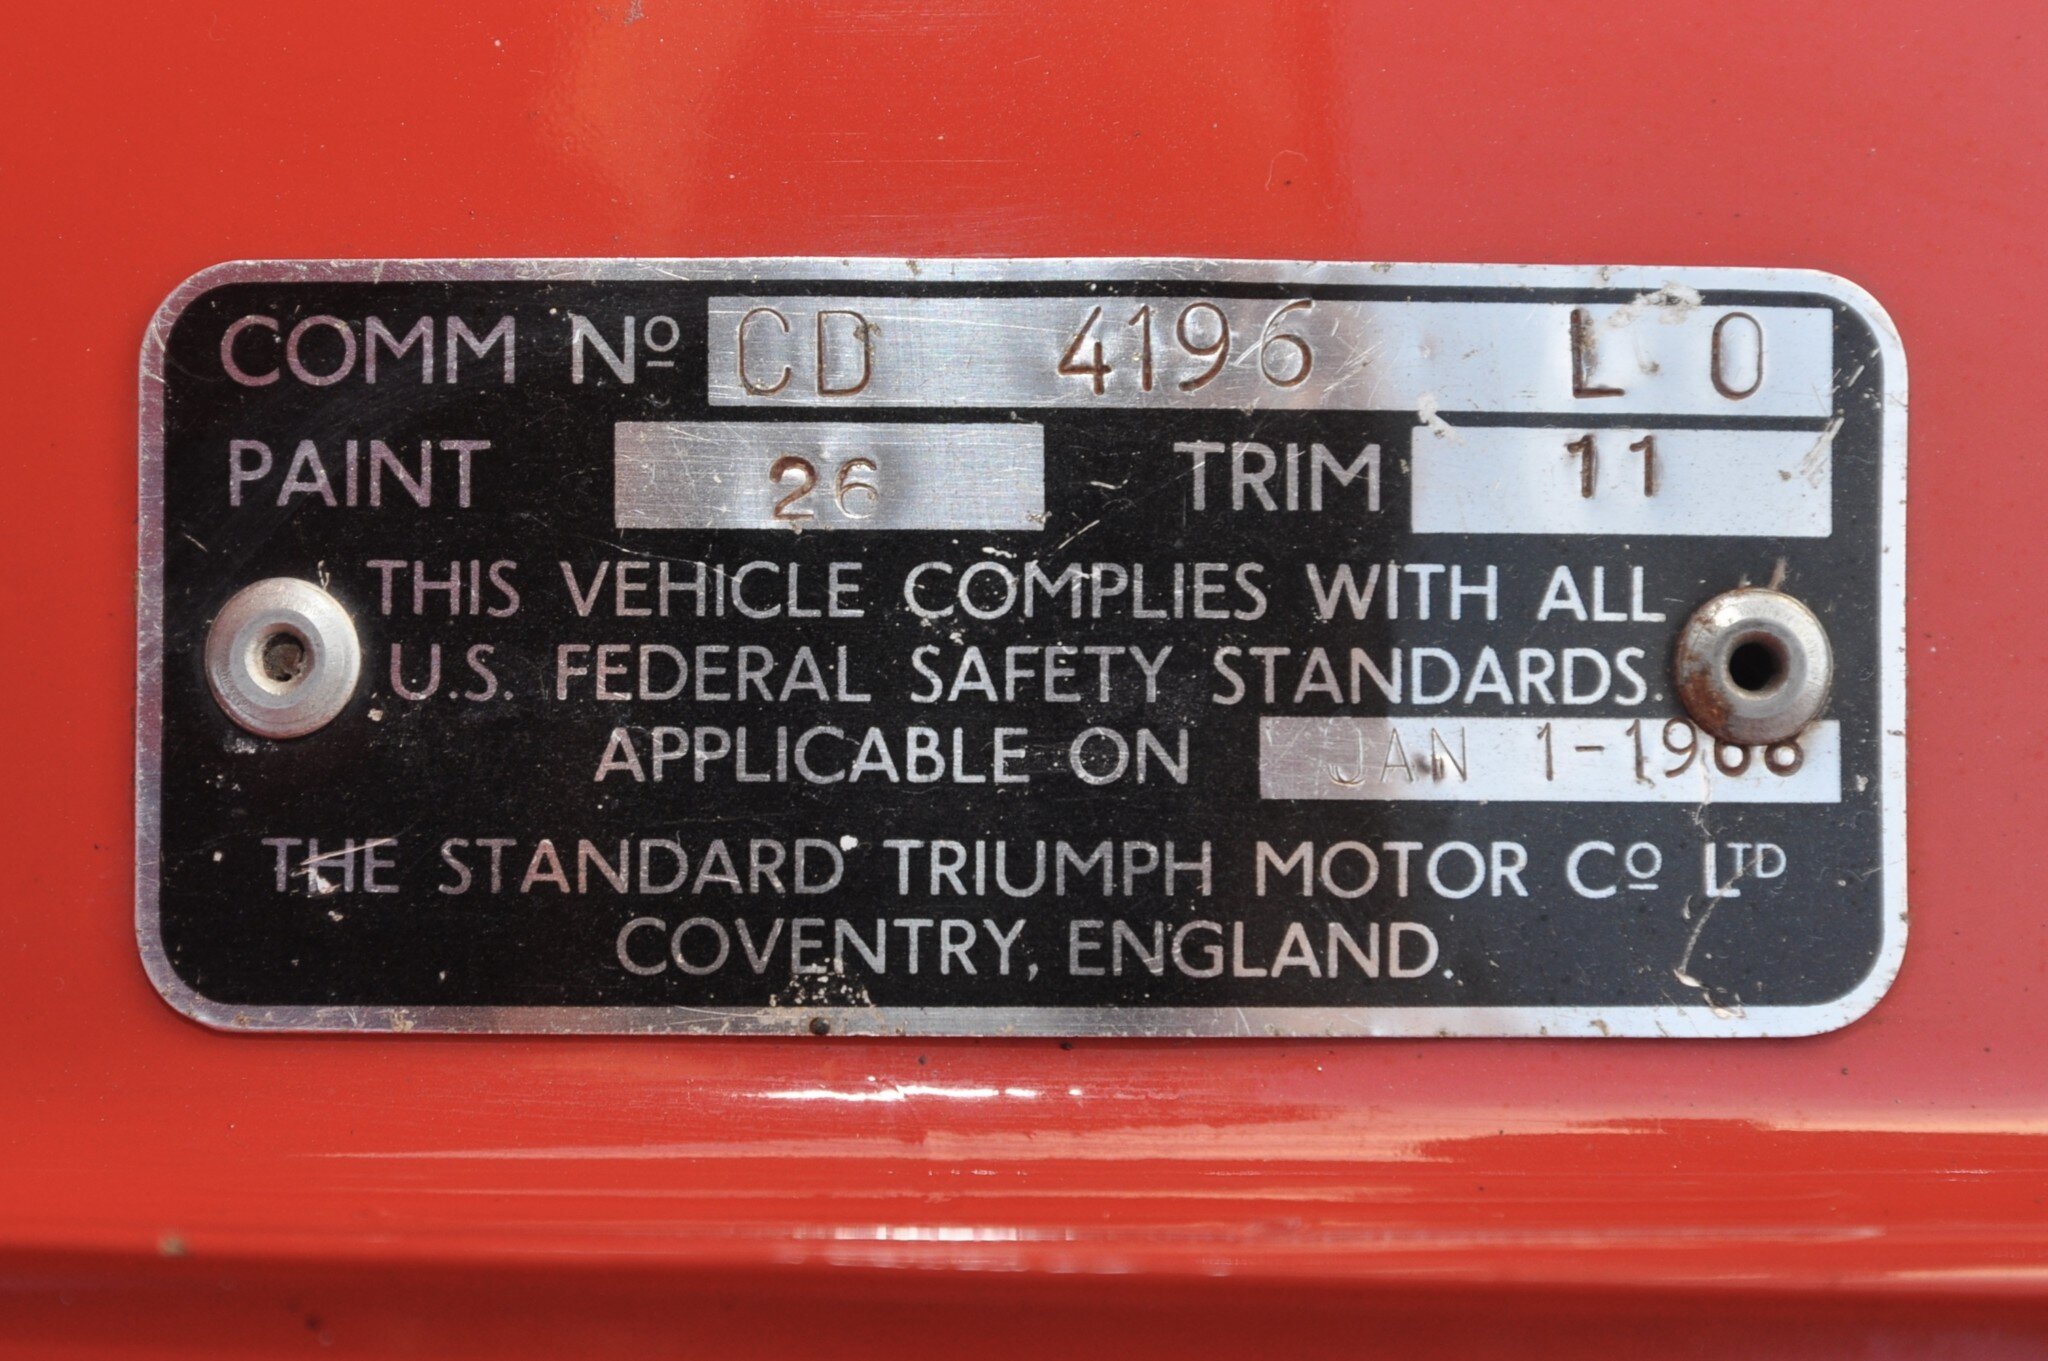 COMM Nº CD 4196 L O
PAINT 26 TRIM 11
THIS VEHICLE COMPLIES WITH ALL
U.S. FEDERAL SAFETY STANDARDS.
APPLICABLE ON JAN 1-1968
THE STANDARD TRIUMPH MOTOR Cº LTD
COVENTRY, ENGLAND.